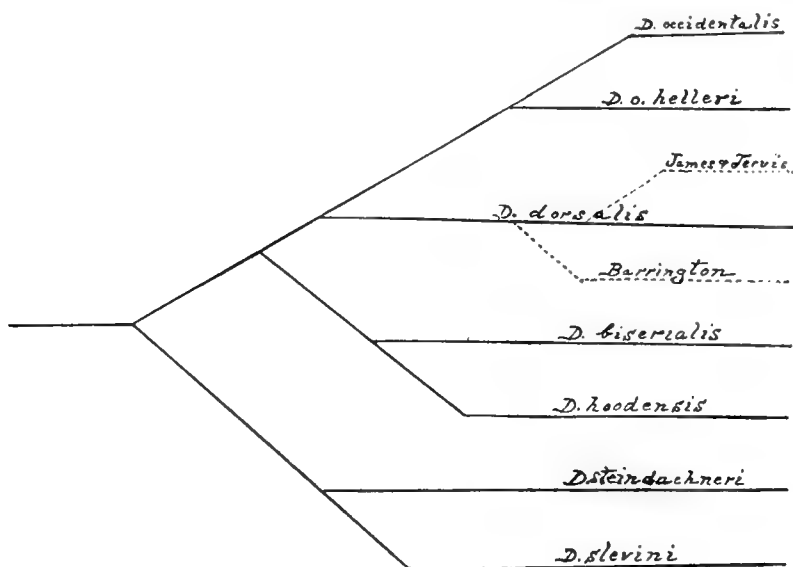 D. occidentalis
D. o. helleri
James & Jervis
D. dorsalis
Barrington
D. biserialis
D. hoodensis
D steindachneri
D. slevini